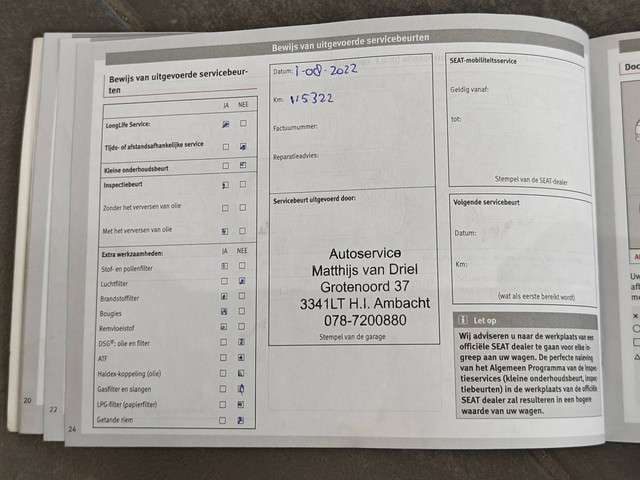 Bewijs van uitgevoerde servicebeurten
Bewijs van uitgevoerde servicebeur-
ten
JA NEE
LongLife Service:
Tijds- of afstandsafhankelijke service
Kleine onderhoudsbeurt
Inspectiebeurt
Zonder het verversen van olie
Met het verversen van olie
Extra werkzaamheden: JA NEE
Stof- en pollenfilter
Luchtfilter
Brandstoffilter
Bougies
Remvloeistof
DSG®: olie en filter
ATF
Haldex-koppeling (olie)
Gasfilter en slangen
LPG-filter (papierfilter)
Getande riem
Datum: 1-08-2022
Km: 115322
Factuurnummer:
Reparatieadvies:
Servicebeurt uitgevoerd door:
Autoservice
Matthijs van Driel
Grotenoord 37
3341LT H.I. Ambacht
078-7200880
Stempel van de garage
SEAT-mobiliteitsservice
Geldig vanaf:
tot:
Stempel van de SEAT-dealer
Volgende servicebeurt
Datum:
Km:
(wat als eerste bereikt wordt)
Let op
Wij adviseren u naar de werkplaats van een
officiële SEAT dealer te gaan voor elke in-
greep aan uw wagen. De perfecte naleving
van het Algemeen Programma van de Inspec-
tieservices (kleine onderhoudsbeurt, inspec-
tiebeurten) in de werkplaats van de officiële
SEAT dealer zal resulteren in een hogere
waarde van uw wagen.
20
22
24
Doc
Uw